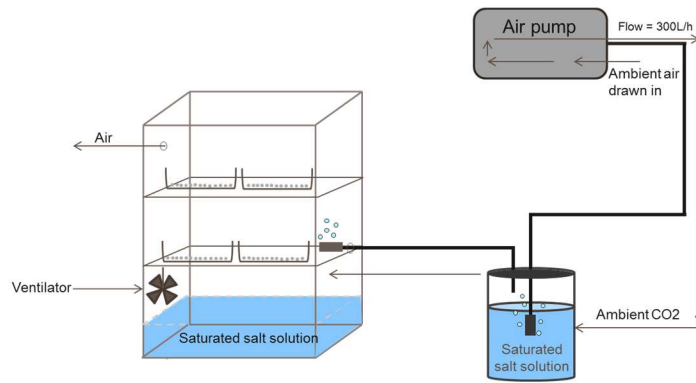 Air pump
Flow = 300L/h
Ambient air
drawn in
Air
Ventilator
Saturated salt solution
Ambient CO2
Saturated
salt solution